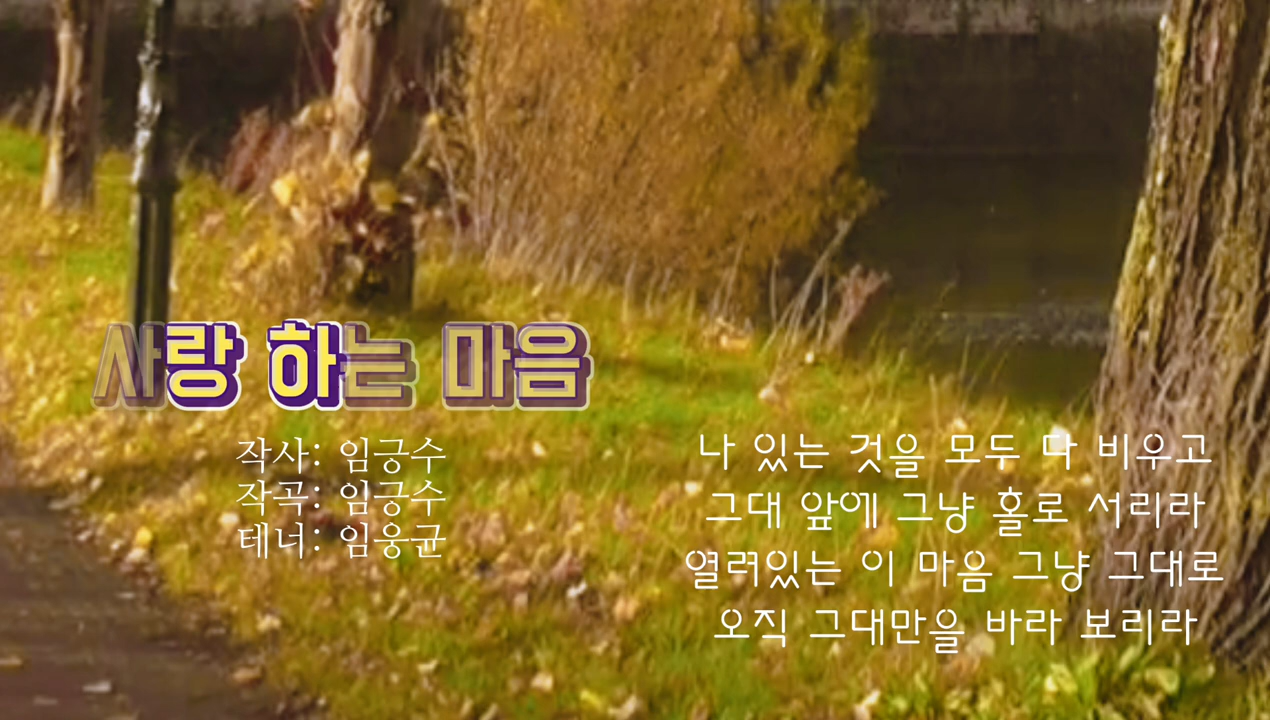 사랑 하는 마음
작사: 임긍수
작곡: 임긍수
테너: 임웅균
나 있는 것을 모두 다 비우고
그대 앞에 그냥 홀로 서리라
열려있는 이 마음 그냥 그대로
오직 그대만을 바라 보리라